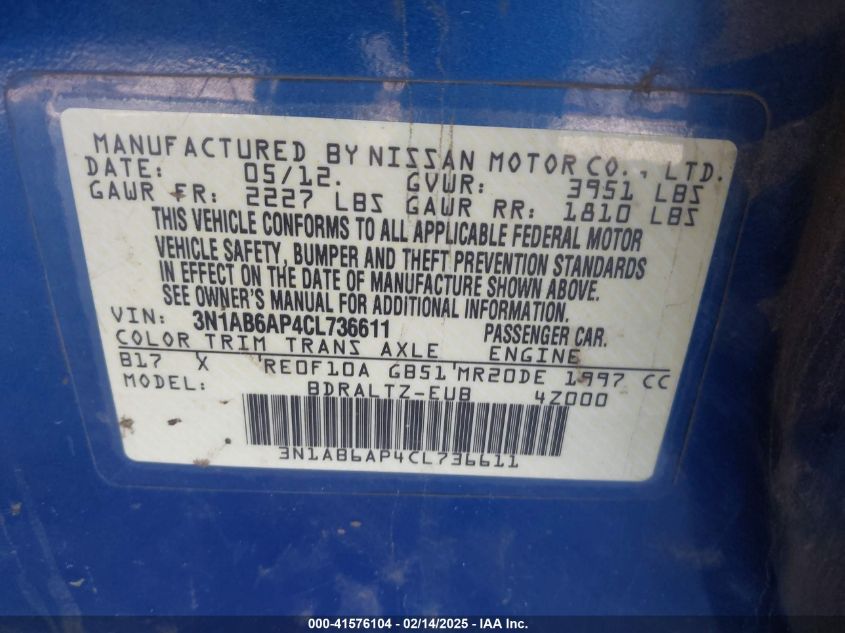 MANUFACTURED BY NISSAN MOTOR CO., LTD.
DATE: 05/12. GVWR: 3951 LBS
GAWR FR: 2227 LBS GAWR RR: 1810 LBS
THIS VEHICLE CONFORMS TO ALL APPLICABLE FEDERAL MOTOR
VEHICLE SAFETY, BUMPER AND THEFT PREVENTION STANDARDS
IN EFFECT ON THE DATE OF MANUFACTURE SHOWN ABOVE.
SEE OWNER'S MANUAL FOR ADDITIONAL INFORMATION.
VIN: 3N1AB6AP4CL736611 PASSENGER CAR.
COLOR TRIM TRANS AXLE ENGINE
B17 X RE0F10A GB51 MR20DE 1997 CC
MODEL: BDRALTZ-EUB 4Z000
3N1AB6AP4CL736611
000-41576104 - 02/14/2025 - IAA Inc.